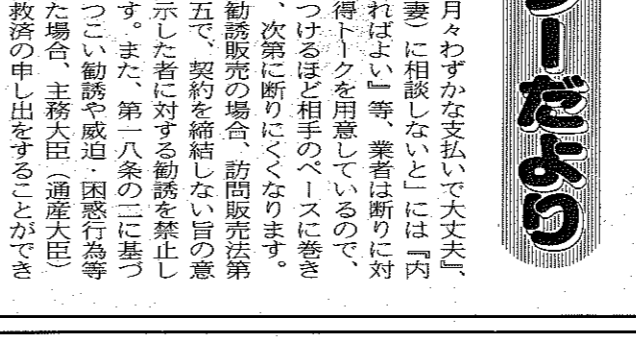 ーだより
月々わずかな支払いで大丈夫』、
妻）に相談しないと」には『内
ればよい』等、業者は断りに対
得トークを用意しているので、
つけるほど相手のペースに巻き
、次第に断りにくくなります。
勧誘販売の場合、訪問販売法第
五で、契約を締結しない旨の意
示した者に対する勧誘を禁止し
す。また、第一八条の二に基づ
つこい勧誘や威迫・困惑行為等
た場合、主務大臣（通産大臣）
救済の申し出をすることができ